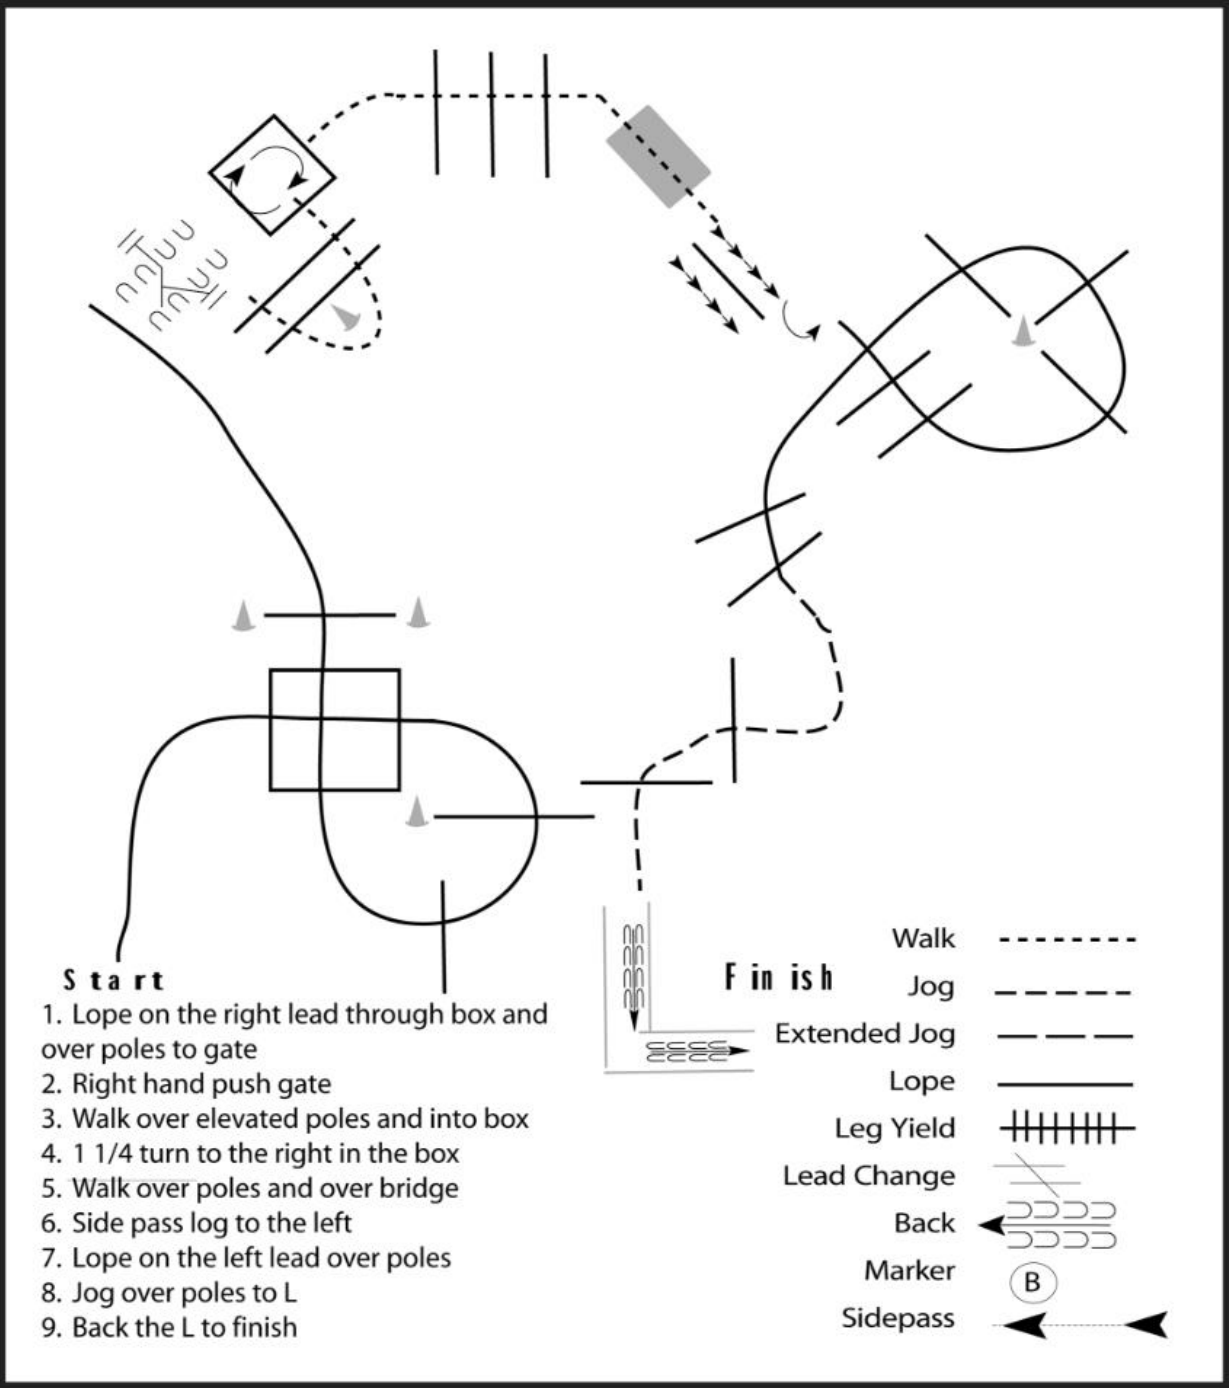 Start
1. Lope on the right lead through box and
over poles to gate
2. Right hand push gate
3. Walk over elevated poles and into box
4. 1 1/4 turn to the right in the box
5. Walk over poles and over bridge
6. Side pass log to the left
7. Lope on the left lead over poles
8. Jog over poles to L
9. Back the L to finish
Finish
Walk
Jog
Extended Jog
Lope
Leg Yield
Lead Change
Back
Marker
B
Sidepass